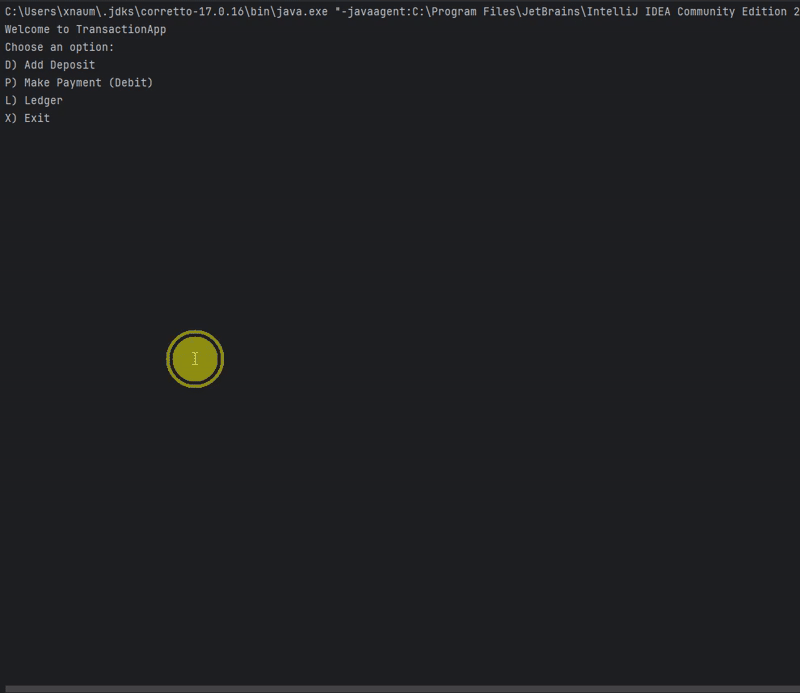 C:\Users\xnaum\.jdks\corretto-17.0.16\bin\java.exe "-javaagent:C:\Program Files\JetBrains\IntelliJ IDEA Community Edition 2
Welcome to TransactionApp
Choose an option:
D) Add Deposit
P) Make Payment (Debit)
L) Ledger
X) Exit